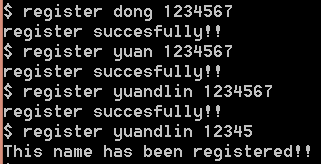 $ register dong 1234567
register succesfully!!
$ register yuan 1234567
register succesfully!!
$ register yuandlin 1234567
register succesfully!!
$ register yuandlin 12345
This name has been registered!!